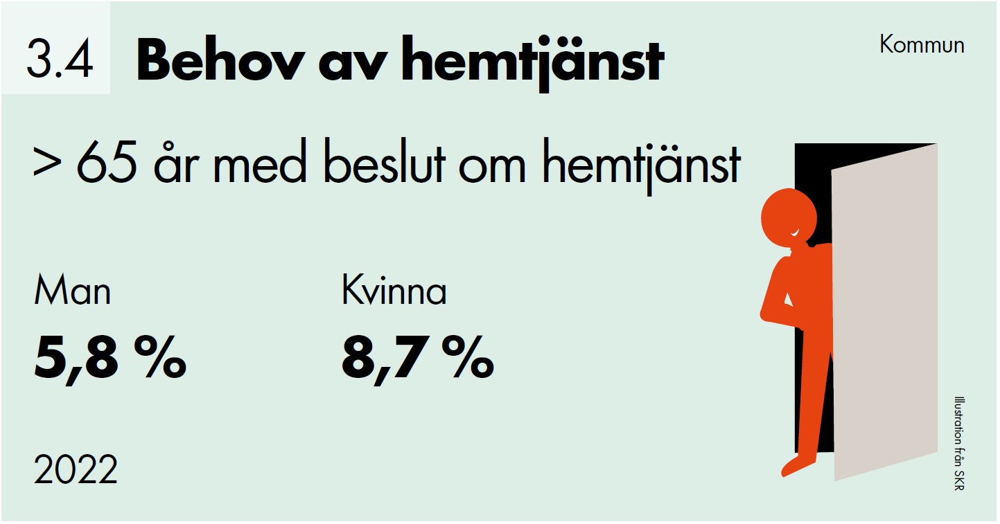 3.4
Behov av hemtjänst
Kommun
> 65 år med beslut om hemtjänst
Man
Kvinna
5,8 %
8,7 %
2022
Illustration från SKR